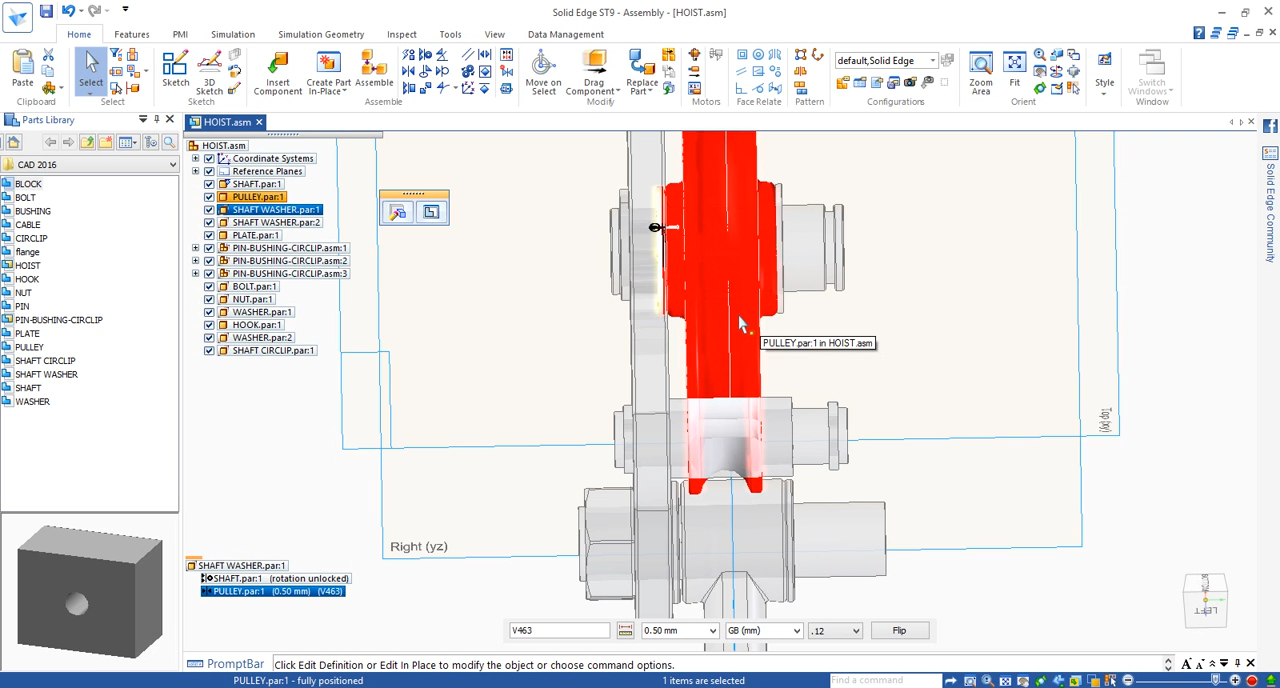 Solid Edge ST9 - Assembly - [HOIST.asm]
Home
Features
PMI
Simulation
Simulation Geometry
Inspect
Tools
View
Data Management
Paste
Clipboard
Select
Select
Sketch
3D Sketch
Sketch
Insert Component
Create Part In-Place
Assemble
Assemble
Move on Select
Drag Component
Replace Part
Modify
Motors
Face Relate
Pattern
default,Solid Edge
Configurations
Zoom Area
Fit
Orient
Style
Switch Windows
Window
Parts Library
CAD 2016
BLOCK
BOLT
BUSHING
CABLE
CIRCLIP
flange
HOIST
HOOK
NUT
PIN
PIN-BUSHING-CIRCLIP
PLATE
PULLEY
SHAFT CIRCLIP
SHAFT WASHER
SHAFT
WASHER
HOIST.asm
HOIST.asm
Coordinate Systems
Reference Planes
SHAFT.par:1
PULLEY.par:1
SHAFT WASHER.par:1
SHAFT WASHER.par:2
PLATE.par:1
PIN-BUSHING-CIRCLIP.asm:1
PIN-BUSHING-CIRCLIP.asm:2
PIN-BUSHING-CIRCLIP.asm:3
BOLT.par:1
NUT.par:1
WASHER.par:1
HOOK.par:1
WASHER.par:2
SHAFT CIRCLIP.par:1
PULLEY.par:1 in HOIST.asm
Top (xy)
Right (yz)
Solid Edge Community
SHAFT WASHER.par:1
SHAFT.par:1 (rotation unlocked)
PULLEY.par:1 (0.50 mm) (V463)
LEFT
V463
0.50 mm
GB (mm)
.12
Flip
PromptBar
Click Edit Definition or Edit In Place to modify the object or choose command options.
PULLEY.par:1 - fully positioned
1 items are selected
Find a command